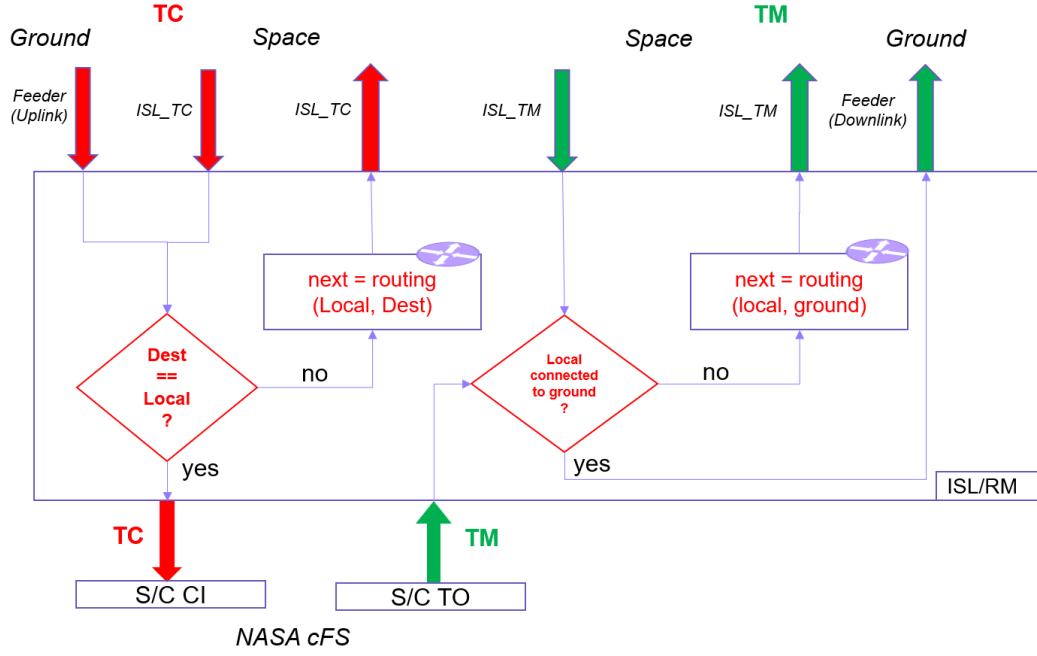 TC
TM
Ground
Space
Space
Ground
Feeder
(Uplink)
ISL_TC
ISL_TC
ISL_TM
ISL_TM
Feeder
(Downlink)
next = routing
(Local, Dest)
next = routing
(local, ground)
Dest
==
Local
?
no
Local
connected
to ground
?
no
yes
yes
ISL/RM
TC
TM
S/C CI
S/C TO
NASA cFS